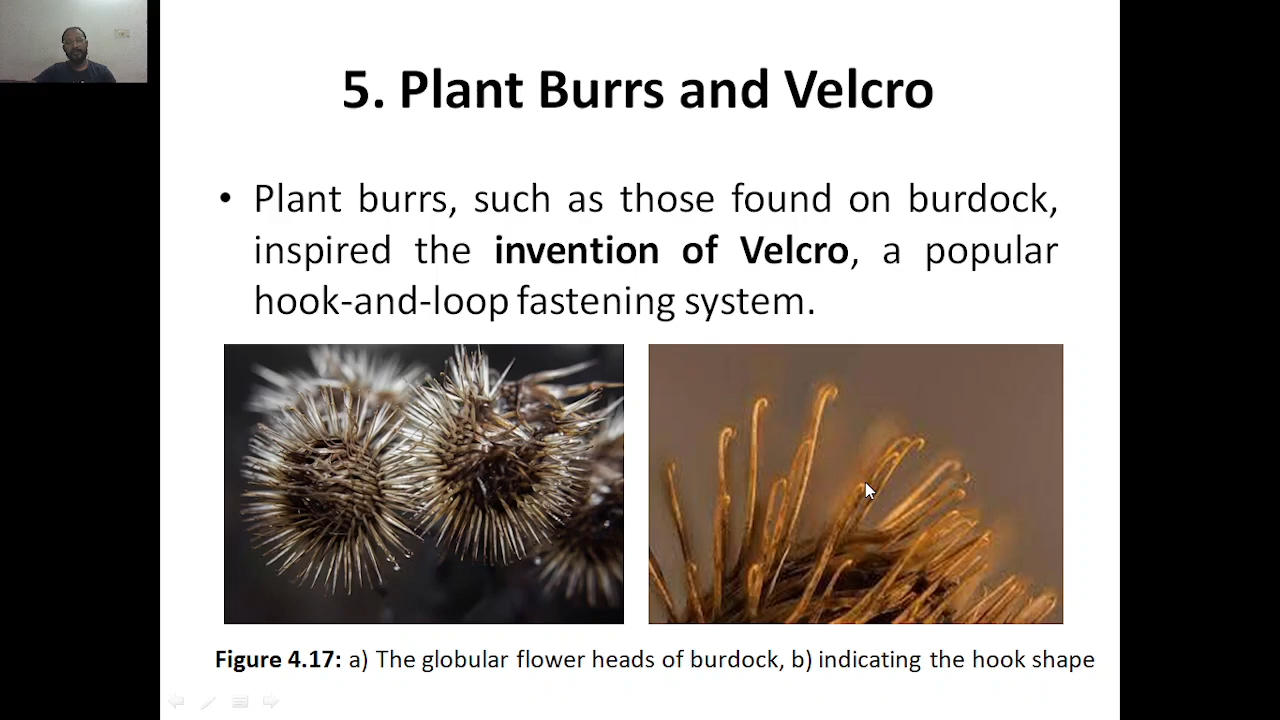 5. Plant Burrs and Velcro
• Plant burrs, such as those found on burdock,
inspired the invention of Velcro, a popular
hook-and-loop fastening system.
Figure 4.17: a) The globular flower heads of burdock, b) indicating the hook shape